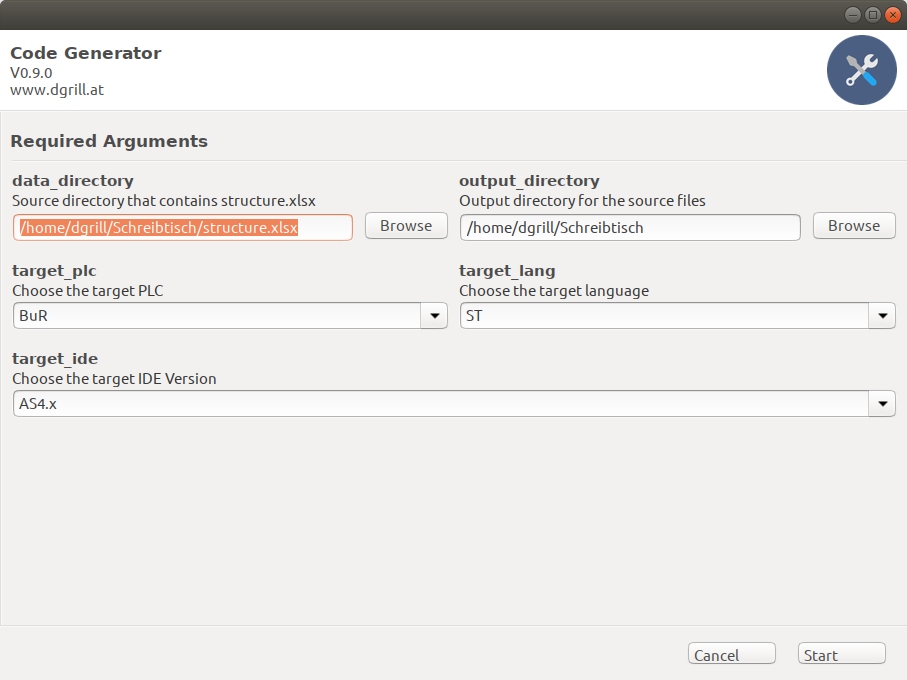 Code Generator
V0.9.0
www.dgrill.at
Required Arguments
data_directory
Source directory that contains structure.xlsx
/home/dgrill/Schreibtisch/structure.xlsx
Browse
output_directory
Output directory for the source files
/home/dgrill/Schreibtisch
Browse
target_plc
Choose the target PLC
BuR
target_lang
Choose the target language
ST
target_ide
Choose the target IDE Version
AS4.x
Cancel
Start